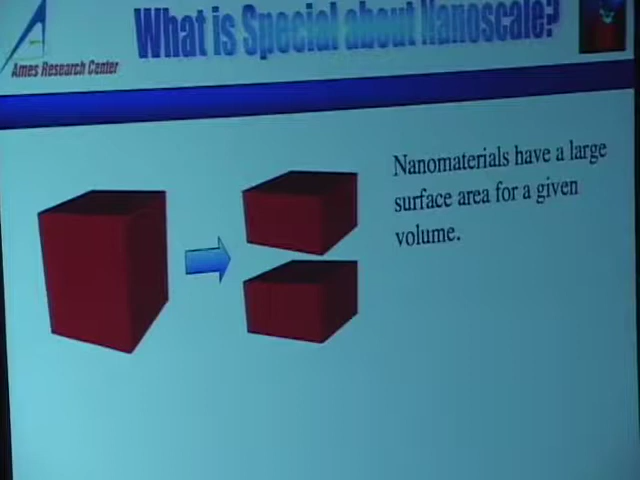 What is Special about Nanoscale?
Ames Research Center
Nanomaterials have a large
surface area for a given
volume.